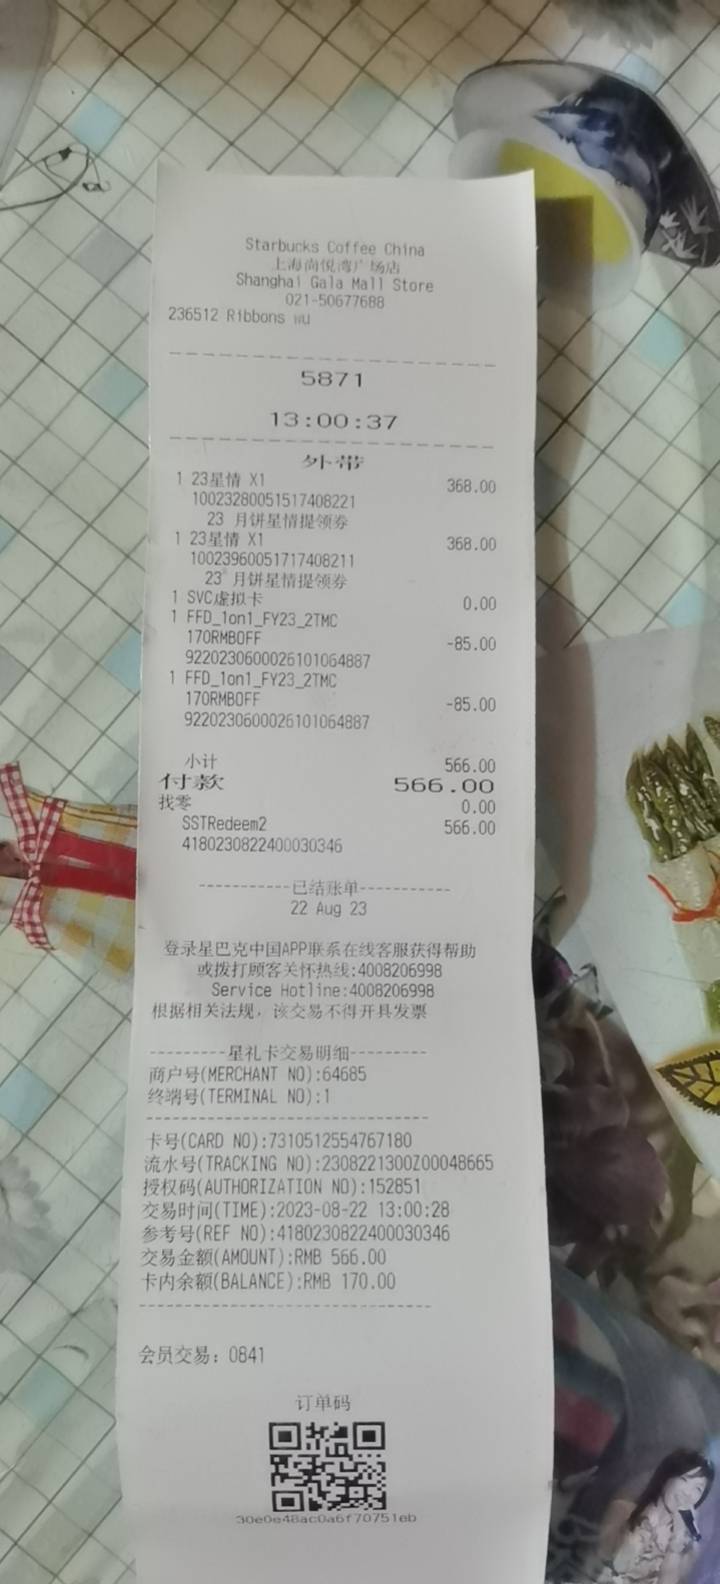 Starbucks Coffee China
上海尚悦湾广场店
Shanghai Gala Mall Store
021-50677688
236512 Ribbons wu
5871
13:00:37
外带
1 23星情 X1 368.00
10023280051517408221
23 月饼星情提领券
1 23星情 X1 368.00
10023960051717408211
23 月饼星情提领券
1 SVC虚拟卡 0.00
1 FFD_1on1_FY23_2TMC
170RMBOFF -85.00
9220230600026101064887
1 FFD_1on1_FY23_2TMC
170RMBOFF -85.00
9220230600026101064887
小计 566.00
付款 566.00
找零 0.00
SSTRedeem2 566.00
4180230822400030346
-----------已结账单-----------
22 Aug 23
登录星巴克中国APP联系在线客服获得帮助
或拨打顾客关怀热线:4008206998
Service Hotline:4008206998
根据相关法规，该交易不得开具发票
---------星礼卡交易明细---------
商户号(MERCHANT NO):64685
终端号(TERMINAL NO):1
卡号(CARD NO):7310512554767180
流水号(TRACKING NO):2308221300Z00048665
授权码(AUTHORIZATION NO):152851
交易时间(TIME):2023-08-22 13:00:28
参考号(REF NO):4180230822400030346
交易金额(AMOUNT):RMB 566.00
卡内余额(BALANCE):RMB 170.00
会员交易：0841
订单码
30e0e48ac0a6f70751eb